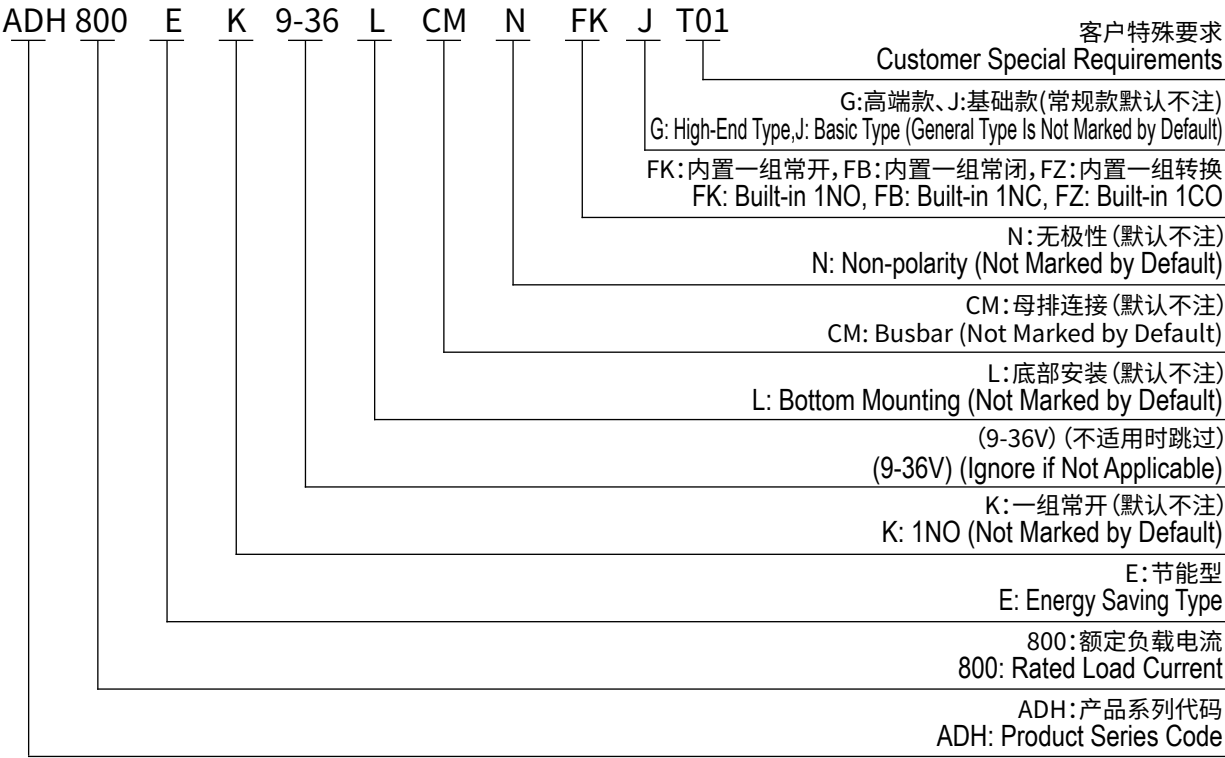 ADH 800 E K 9-36 L CM N FK J T01
客户特殊要求
Customer Special Requirements
G:高端款、J:基础款(常规款默认不注)
G: High-End Type,J: Basic Type (General Type Is Not Marked by Default)
FK:内置一组常开,FB:内置一组常闭,FZ:内置一组转换
FK: Built-in 1NO, FB: Built-in 1NC, FZ: Built-in 1CO
N:无极性(默认不注)
N: Non-polarity (Not Marked by Default)
CM:母排连接(默认不注)
CM: Busbar (Not Marked by Default)
L:底部安装(默认不注)
L: Bottom Mounting (Not Marked by Default)
(9-36V)(不适用时跳过)
(9-36V) (Ignore if Not Applicable)
K:一组常开(默认不注)
K: 1NO (Not Marked by Default)
E:节能型
E: Energy Saving Type
800:额定负载电流
800: Rated Load Current
ADH:产品系列代码
ADH: Product Series Code